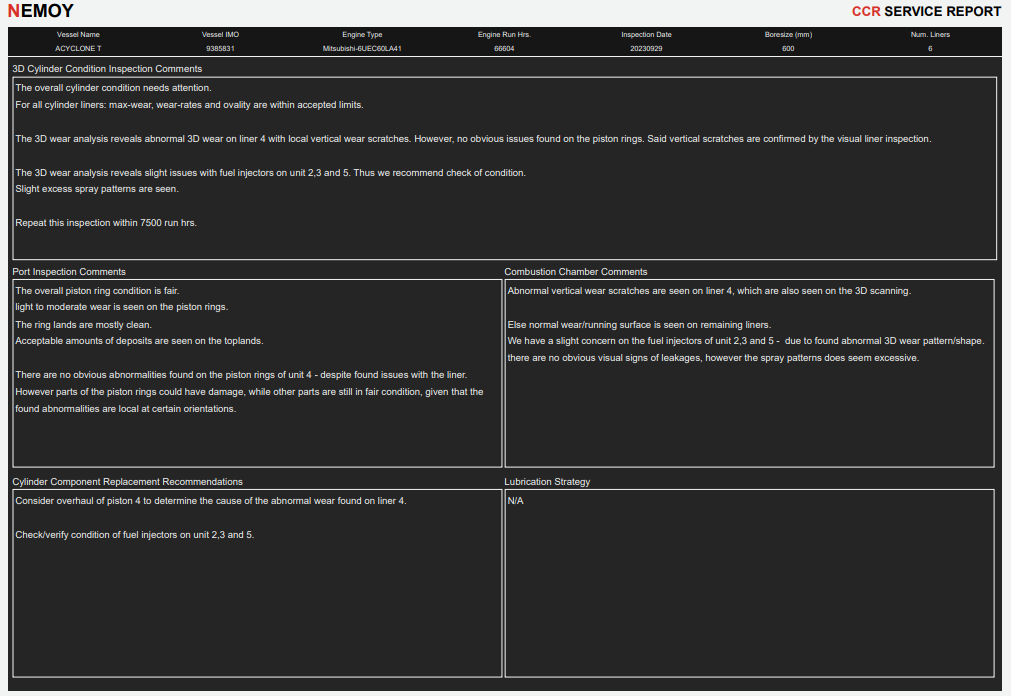 NEMOY
CCR SERVICE REPORT
Vessel Name Vessel IMO Engine Type Engine Run Hrs. Inspection Date Boresize (mm) Num. Liners
ACYCLONE T 9385831 Mitsubishi-6UEC60LA41 66604 20230929 600 6
3D Cylinder Condition Inspection Comments
The overall cylinder condition needs attention.
For all cylinder liners: max-wear, wear-rates and ovality are within accepted limits.
The 3D wear analysis reveals abnormal 3D wear on liner 4 with local vertical wear scratches. However, no obvious issues found on the piston rings. Said vertical scratches are confirmed by the visual liner inspection.
The 3D wear analysis reveals slight issues with fuel injectors on unit 2,3 and 5. Thus we recommend check of condition.
Slight excess spray patterns are seen.
Repeat this inspection within 7500 run hrs.
Port Inspection Comments
The overall piston ring condition is fair.
light to moderate wear is seen on the piston rings.
The ring lands are mostly clean.
Acceptable amounts of deposits are seen on the toplands.
There are no obvious abnormalities found on the piston rings of unit 4 - despite found issues with the liner.
However parts of the piston rings could have damage, while other parts are still in fair condition, given that the
found abnormalities are local at certain orientations.
Combustion Chamber Comments
Abnormal vertical wear scratches are seen on liner 4, which are also seen on the 3D scanning.
Else normal wear/running surface is seen on remaining liners.
We have a slight concern on the fuel injectors of unit 2,3 and 5 - due to found abnormal 3D wear pattern/shape.
there are no obvious visual signs of leakages, however the spray patterns does seem excessive.
Cylinder Component Replacement Recommendations
Consider overhaul of piston 4 to determine the cause of the abnormal wear found on liner 4.
Check/verify condition of fuel injectors on unit 2,3 and 5.
Lubrication Strategy
N/A